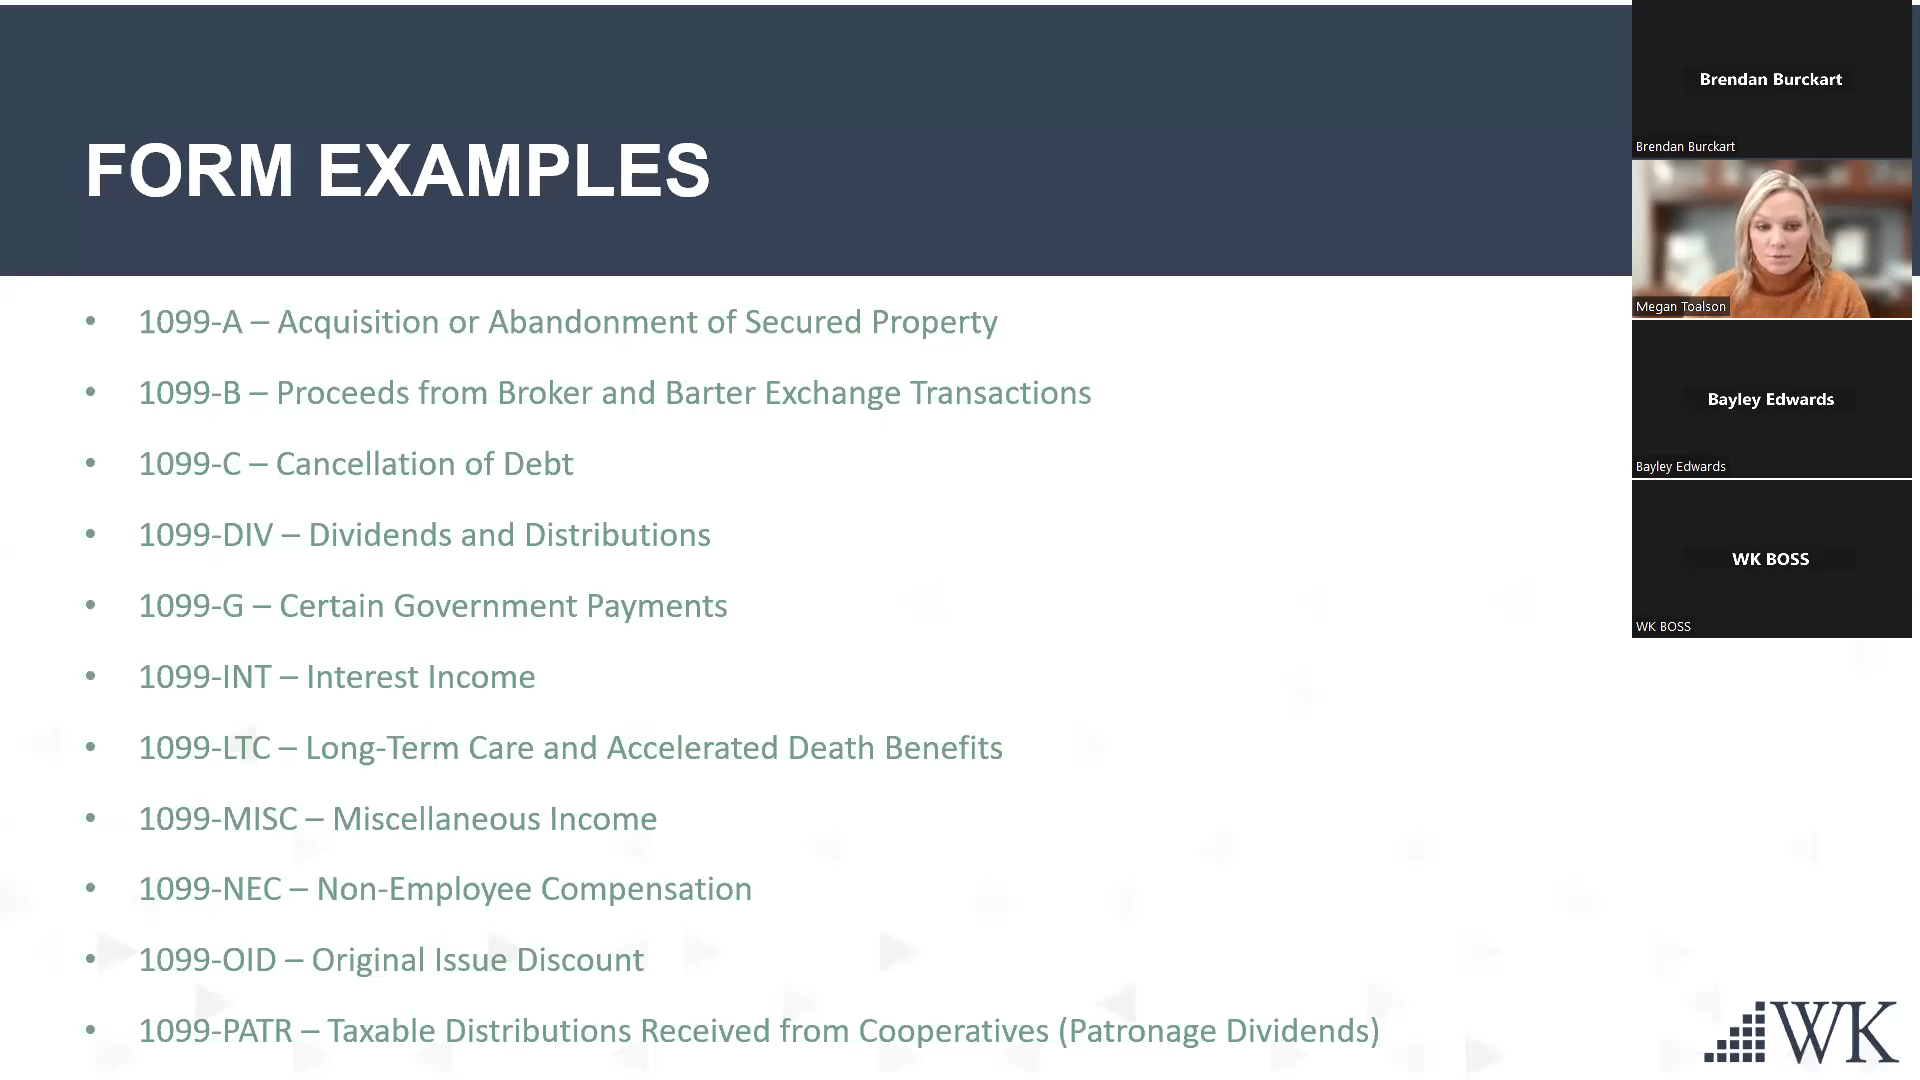 FORM EXAMPLES
• 1099-A – Acquisition or Abandonment of Secured Property
• 1099-B – Proceeds from Broker and Barter Exchange Transactions
• 1099-C – Cancellation of Debt
• 1099-DIV – Dividends and Distributions
• 1099-G – Certain Government Payments
• 1099-INT – Interest Income
• 1099-LTC – Long-Term Care and Accelerated Death Benefits
• 1099-MISC – Miscellaneous Income
• 1099-NEC – Non-Employee Compensation
• 1099-OID – Original Issue Discount
• 1099-PATR – Taxable Distributions Received from Cooperatives (Patronage Dividends)
Brendan Burckart
Brendan Burckart
Megan Toalson
Bayley Edwards
Bayley Edwards
WK BOSS
WK BOSS
WK